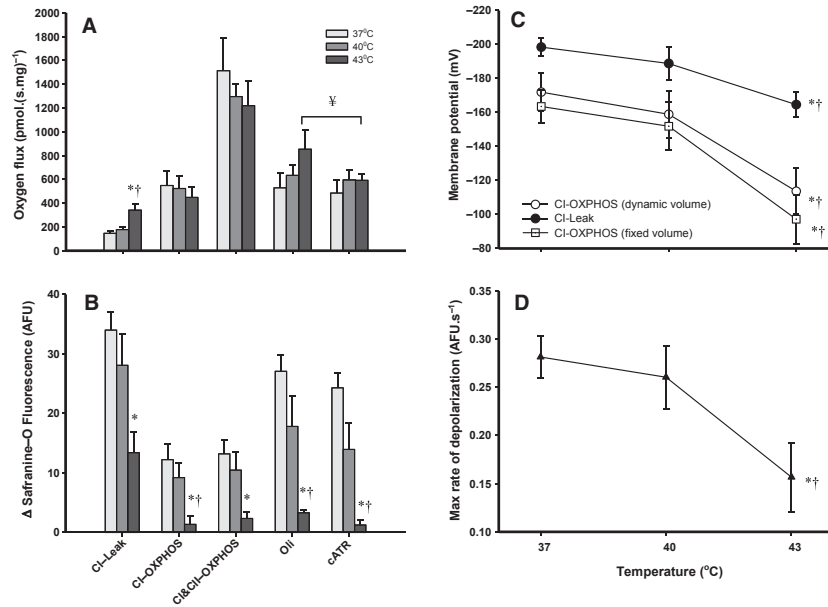 A
37°C
40°C
43°C
2000
1800
1600
1400
1200
1000
800
600
400
200
0
Oxygen flux (pmol.(s.mg)⁻¹)
*†
¥
B
40
30
20
10
0
Δ Safranine–O Fluorescence (AFU)
*
*†
*
*†
*†
CI–Leak
CI–OXPHOS
CI&CII–OXPHOS
Oli
cATR
C
–200
–180
–160
–140
–120
–100
–80
Membrane potential (mV)
CI-OXPHOS (dynamic volume)
CI-Leak
CI-OXPHOS (fixed volume)
*†
*†
*†
D
0.35
0.30
0.25
0.20
0.15
0.10
Max rate of depolarization (AFU.s⁻¹)
*†
37
40
43
Temperature (°C)